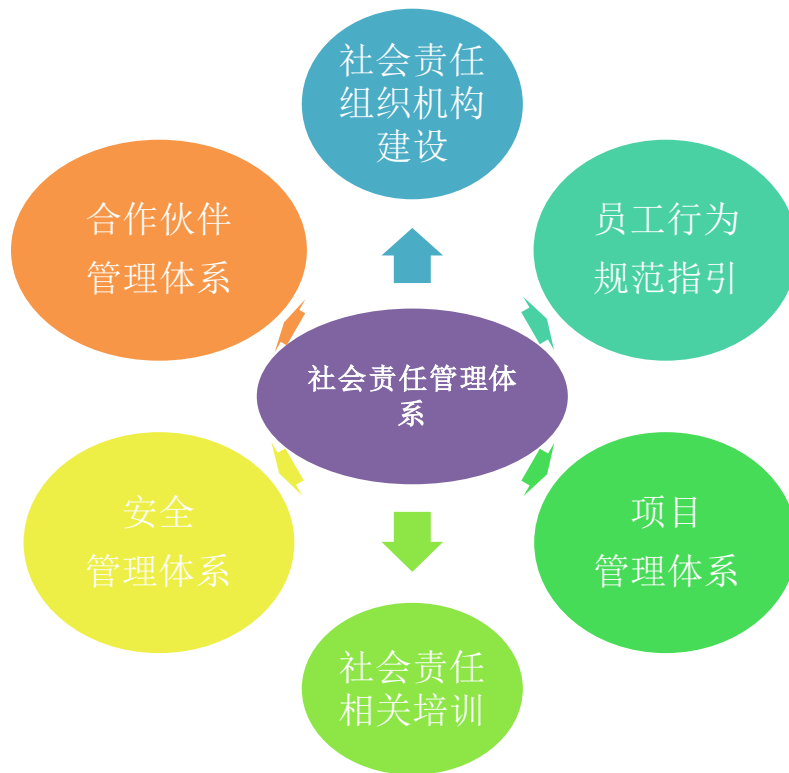 社会责任
组织机构
建设
合作伙伴
管理体系
员工行为
规范指引
社会责任管理体
系
安全
管理体系
项目
管理体系
社会责任
相关培训